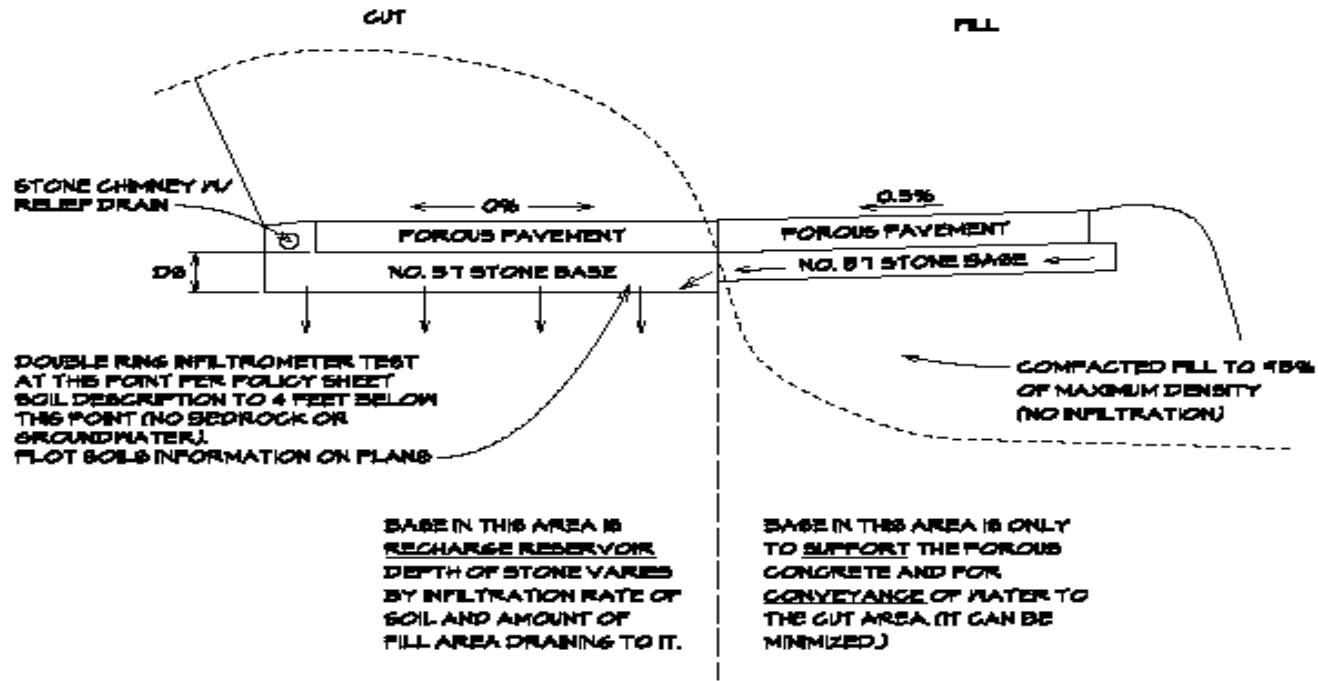 CUT
FILL
STONE CHIMNEY W/
RELIEF DRAIN
0%
0.5%
POROUS PAVEMENT
POROUS PAVEMENT
NO. 57 STONE BASE
NO. 57 STONE BASE
DOUBLE RING INFILTROMETER TEST
AT THIS POINT PER POLICY SHEET
SOIL DESCRIPTION TO 4 FEET BELOW
THIS POINT (NO BEDROCK OR
GROUNDWATER).
PLOT SOILS INFORMATION ON PLANS
COMPACTED FILL TO 95%
OF MAXIMUM DENSITY
(NO INFILTRATION)
BASE IN THIS AREA IS
RECHARGE RESERVOIR
DEPTH OF STONE VARIES
BY INFILTRATION RATE OF
SOIL AND AMOUNT OF
FILL AREA DRAINING TO IT.
BASE IN THIS AREA IS ONLY
TO SUPPORT THE POROUS
CONCRETE AND FOR
CONVEYANCE OF WATER TO
THE CUT AREA. (IT CAN BE
MINIMIZED.)